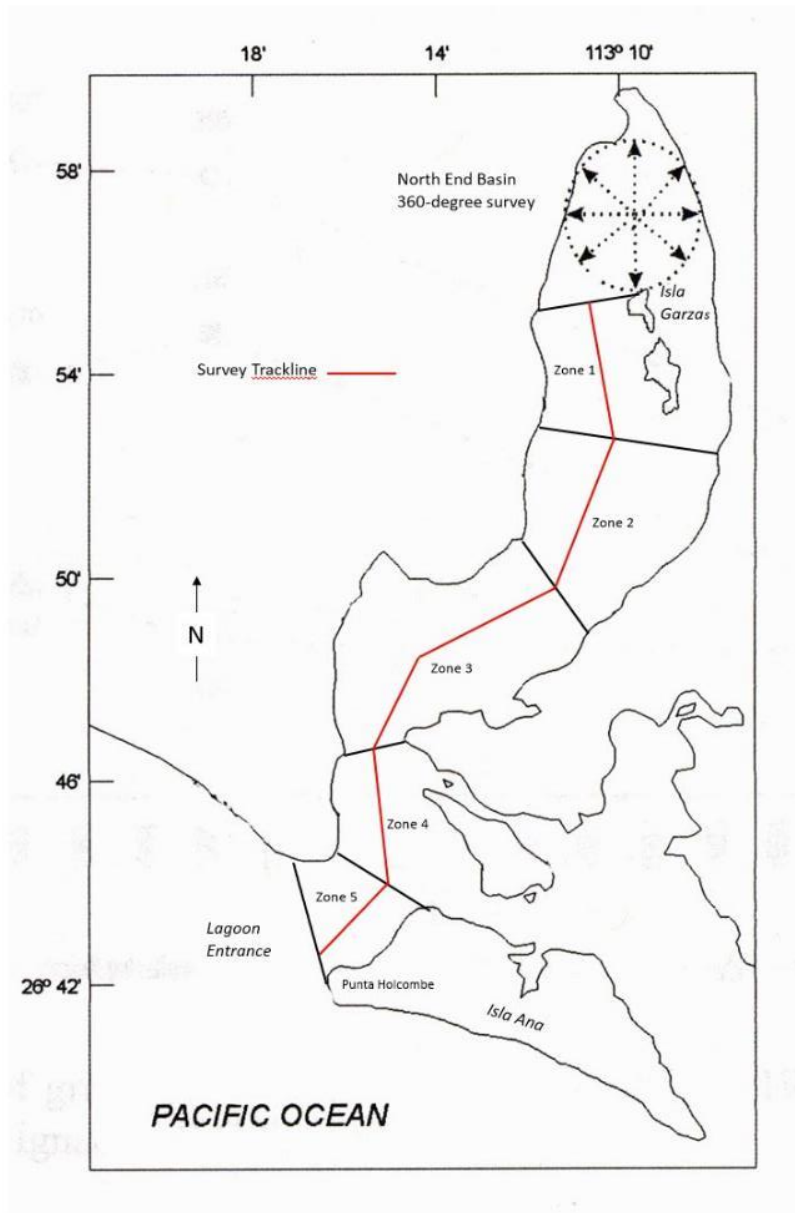 18'
14'
113º 10'
58'
North End Basin
360-degree survey
Isla
Garzas
54'
Survey Trackline
Zone 1
Zone 2
50'
N
Zone 3
46'
Zone 4
Zone 5
Lagoon
Entrance
26º 42'
Punta Holcombe
Isla Ana
PACIFIC OCEAN